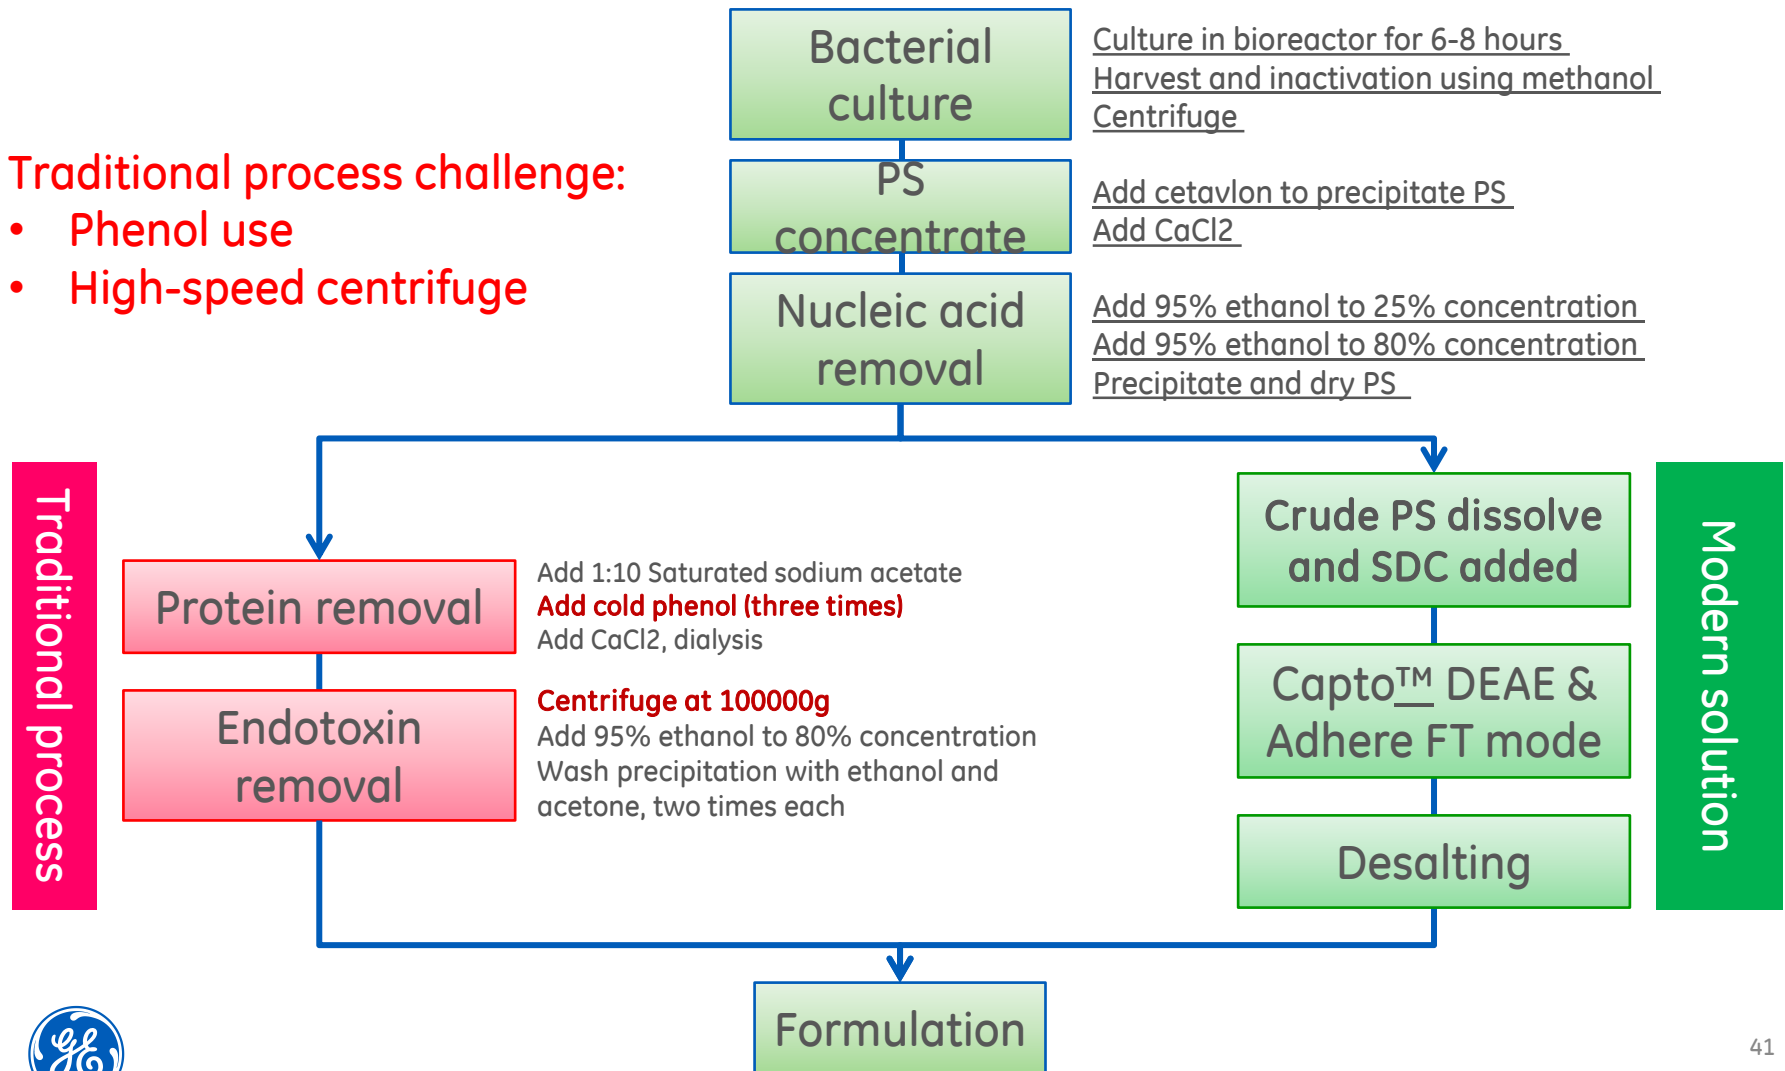 Bacterial
culture
Culture in bioreactor for 6-8 hours
Harvest and inactivation using methanol
Centrifuge
Traditional process challenge:
• Phenol use
• High-speed centrifuge
PS
concentrate
Add cetavlon to precipitate PS
Add CaCl2
Nucleic acid
removal
Add 95% ethanol to 25% concentration
Add 95% ethanol to 80% concentration
Precipitate and dry PS
Traditional process
Protein removal
Add 1:10 Saturated sodium acetate
Add cold phenol (three times)
Add CaCl2, dialysis
Endotoxin
removal
Centrifuge at 100000g
Add 95% ethanol to 80% concentration
Wash precipitation with ethanol and
acetone, two times each
Crude PS dissolve
and SDC added
Capto™ DEAE &
Adhere FT mode
Desalting
Modern solution
Formulation
GE
41